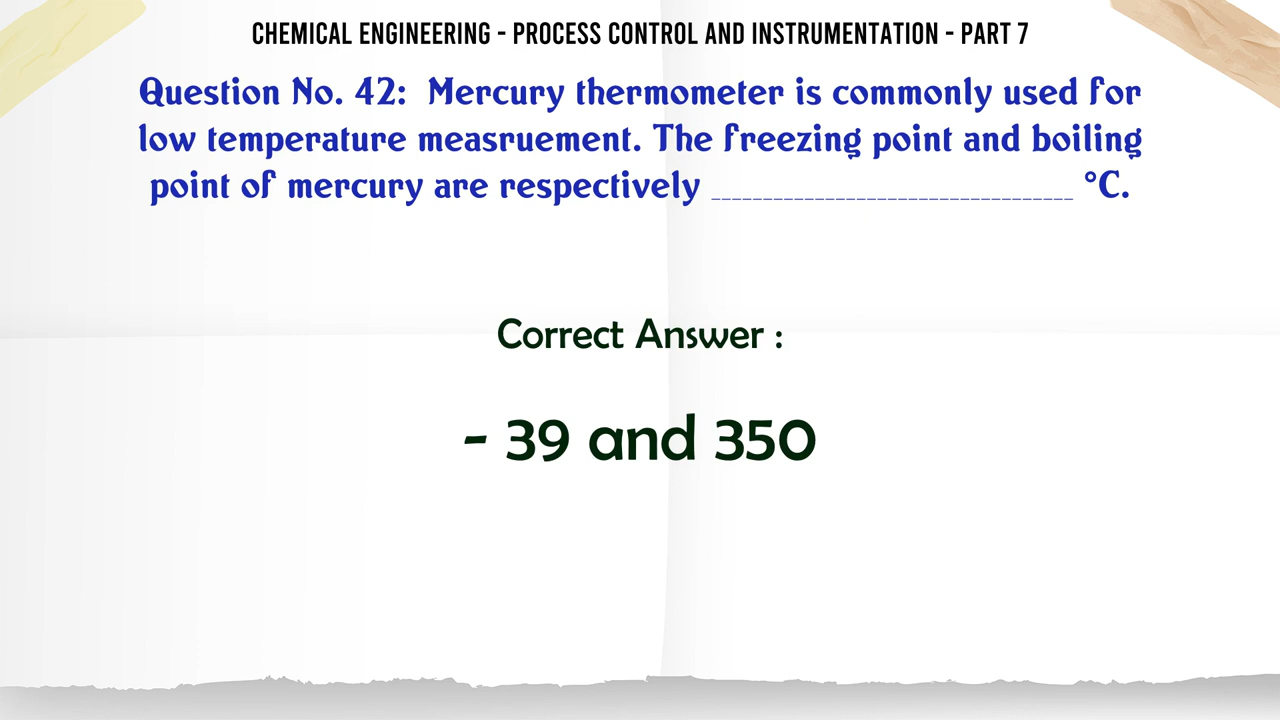 CHEMICAL ENGINEERING - PROCESS CONTROL AND INSTRUMENTATION - PART 7
Question No. 42: Mercury thermometer is commonly used for
low temperature measruement. The freezing point and boiling
point of mercury are respectively ___________________________________ °C.
Correct Answer :
- 39 and 350